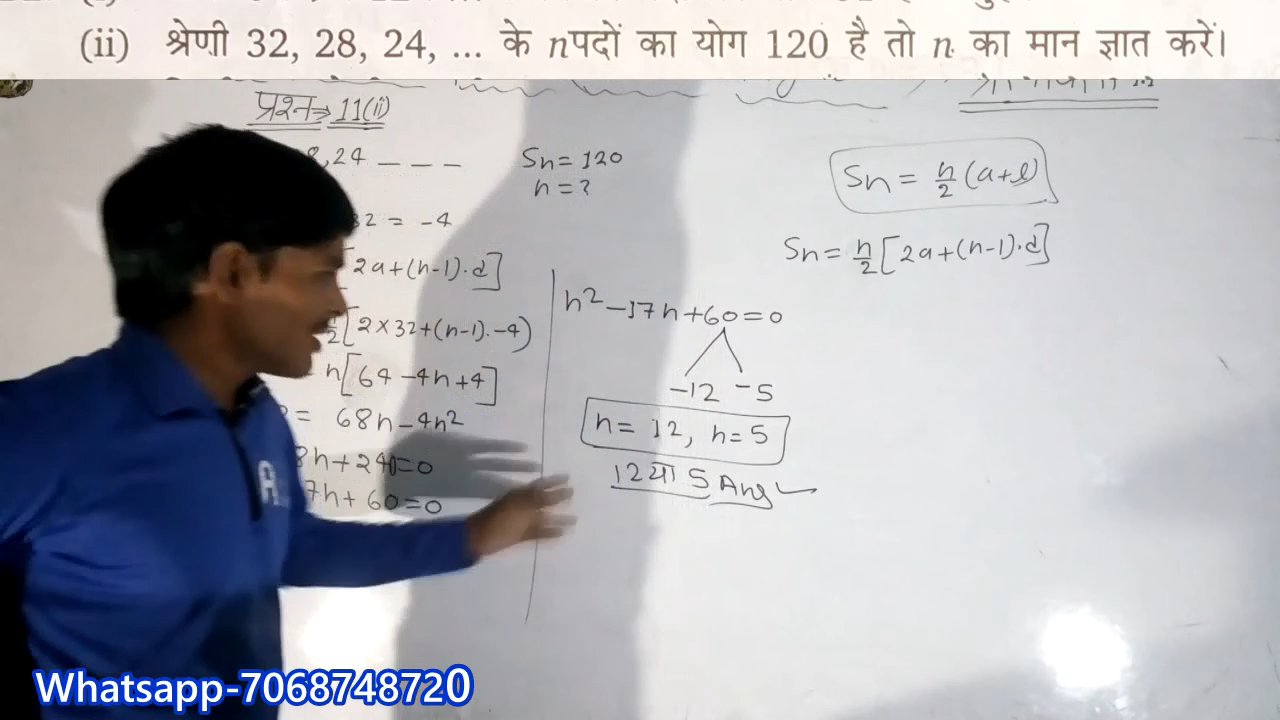 (ii) श्रेणी 32, 28, 24, ... के nपदों का योग 120 है तो n का मान ज्ञात करें।
प्रश्न→ 11(ii)
,24 _ _ _
Sn = 120
n = ?
32 = -4
[2a+(n-1).d]
[2×32+(n-1).-4)
n[64-4n+4]
= 68n-4n²
8n+240=0
7n+60=0
n²-17n+60=0
-12 -5
n= 12, n=5
12 या 5 Ans
Sn = n/2 (a+l)
Sn = n/2 [2a+(n-1).d]
Whatsapp-7068748720